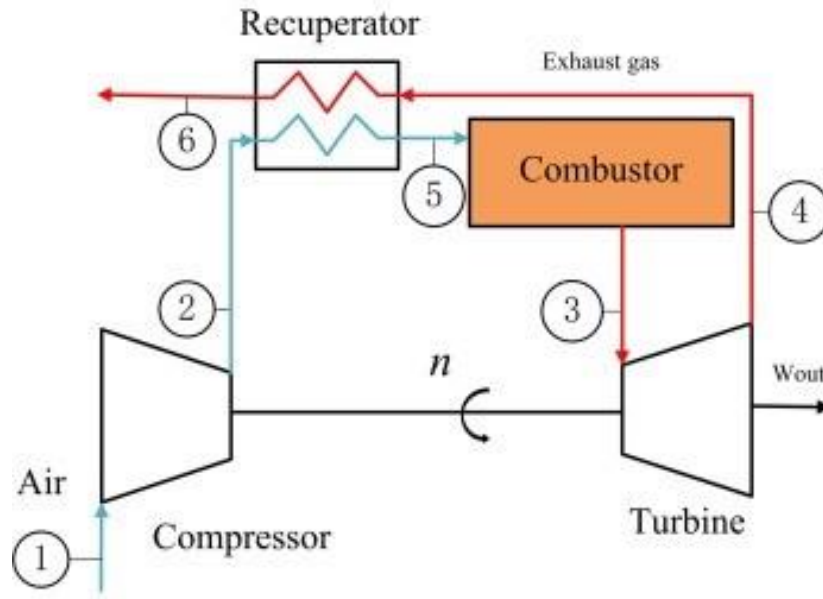 Recuperator
Exhaust gas
6
5
Combustor
4
2
3
n
Wout
Air
Compressor
Turbine
1